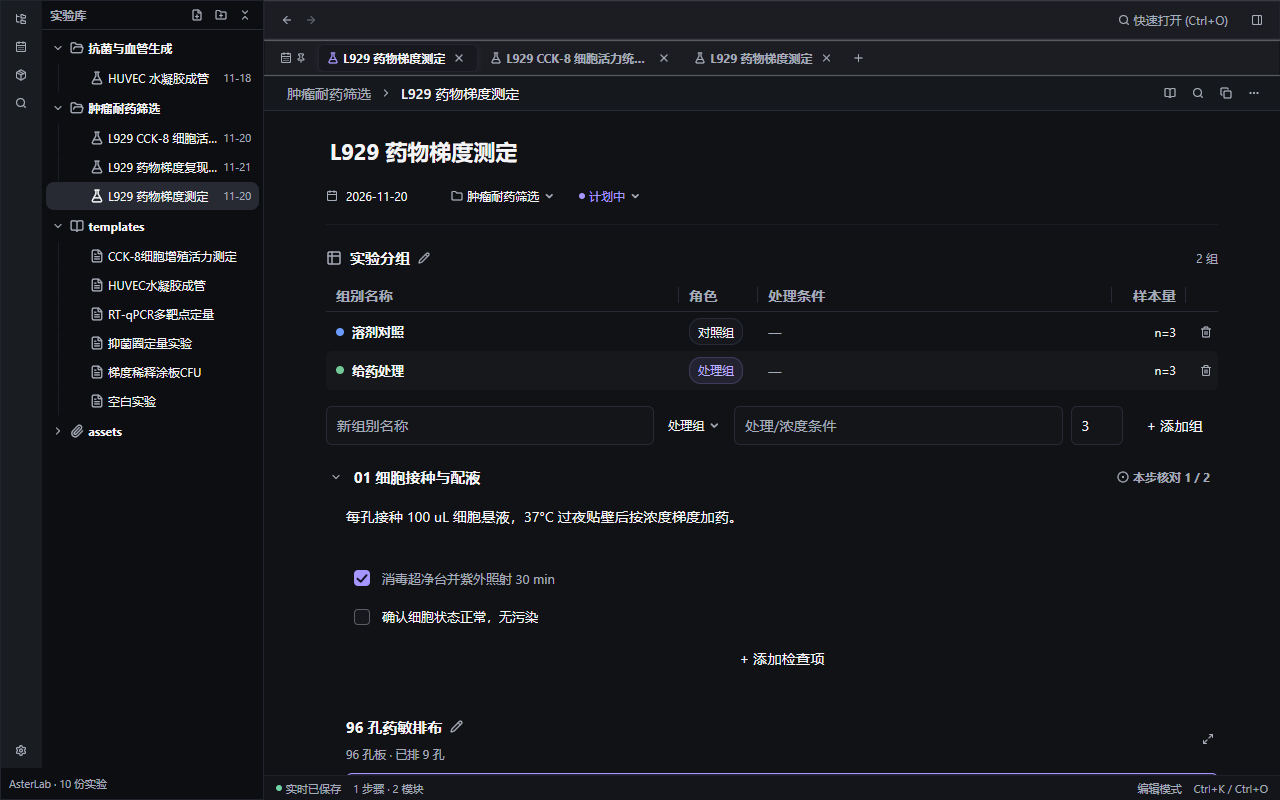 实验库
快速打开 (Ctrl+O)
抗菌与血管生成
HUVEC 水凝胶成管 11-18
肿瘤耐药筛选
L929 CCK-8 细胞活... 11-20
L929 药物梯度复现... 11-21
L929 药物梯度测定 11-20
templates
CCK-8细胞增殖活力测定
HUVEC水凝胶成管
RT-qPCR多靶点定量
抑菌圈定量实验
梯度稀释涂板CFU
空白实验
assets
AsterLab · 10 份实验
L929 药物梯度测定
L929 CCK-8 细胞活力统...
L929 药物梯度测定
肿瘤耐药筛选 > L929 药物梯度测定
L929 药物梯度测定
2026-11-20 肿瘤耐药筛选 计划中
实验分组 2 组
组别名称 角色 处理条件 样本量
溶剂对照 对照组 — n=3
给药处理 处理组 — n=3
新组别名称 处理组 处理/浓度条件 3 + 添加组
01 细胞接种与配液 本步核对 1 / 2
每孔接种 100 uL 细胞悬液，37°C 过夜贴壁后按浓度梯度加药。
消毒超净台并紫外照射 30 min
确认细胞状态正常，无污染
+ 添加检查项
96 孔药敏排布
96 孔板 · 已排 9 孔
实时已保存 1 步骤 · 2 模块 编辑模式 Ctrl+K / Ctrl+O